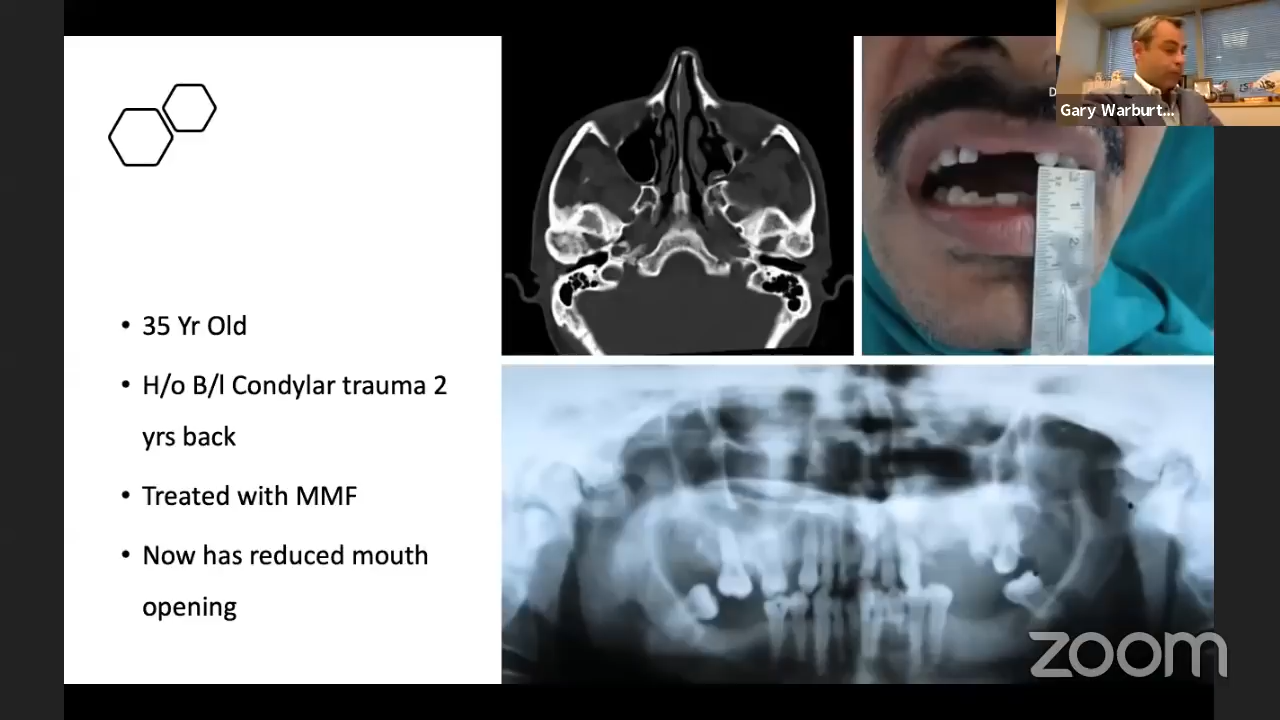 35 Yr Old
H/o B/l Condylar trauma 2
yrs back
Treated with MMF
Now has reduced mouth
opening
D
Gary Warburt...
2
zoom